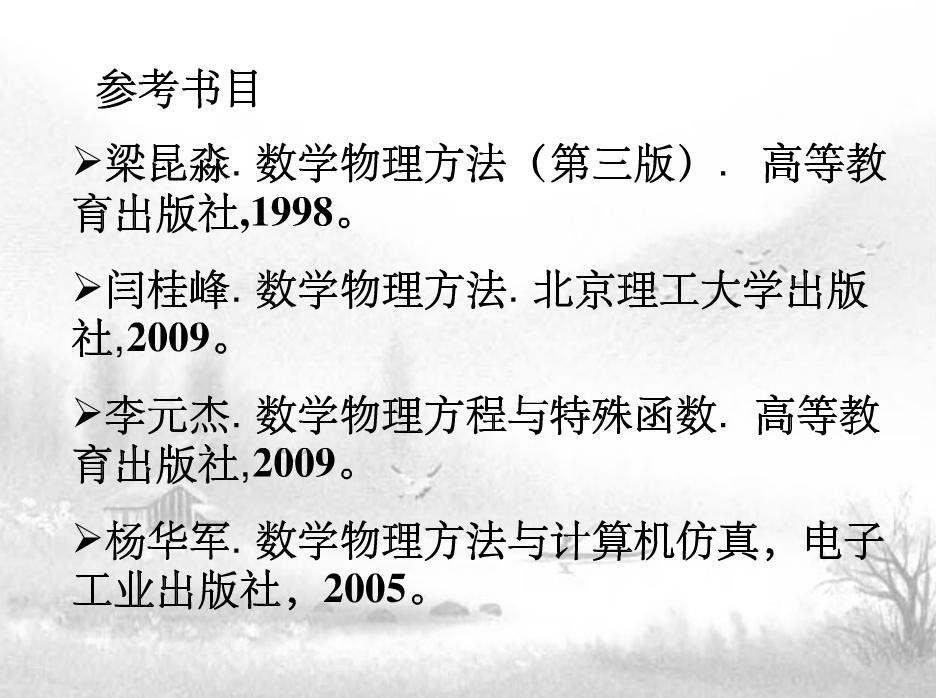 参考书目
➢梁昆淼. 数学物理方法（第三版）. 高等教
育出版社,1998。
➢闫桂峰. 数学物理方法. 北京理工大学出版
社,2009。
➢李元杰. 数学物理方程与特殊函数. 高等教
育出版社,2009。
➢杨华军. 数学物理方法与计算机仿真，电子
工业出版社，2005。